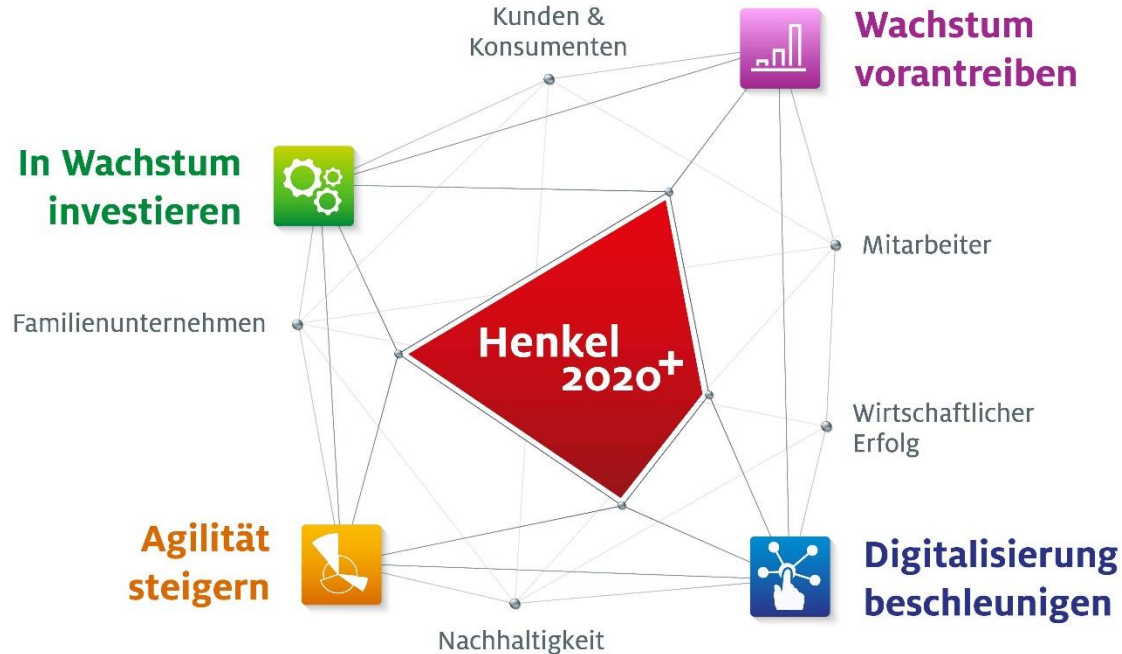 Kunden &
Konsumenten
Wachstum
vorantreiben
In Wachstum
investieren
Mitarbeiter
Familienunternehmen
Henkel
2020+
Wirtschaftlicher
Erfolg
Agilität
steigern
Digitalisierung
beschleunigen
Nachhaltigkeit